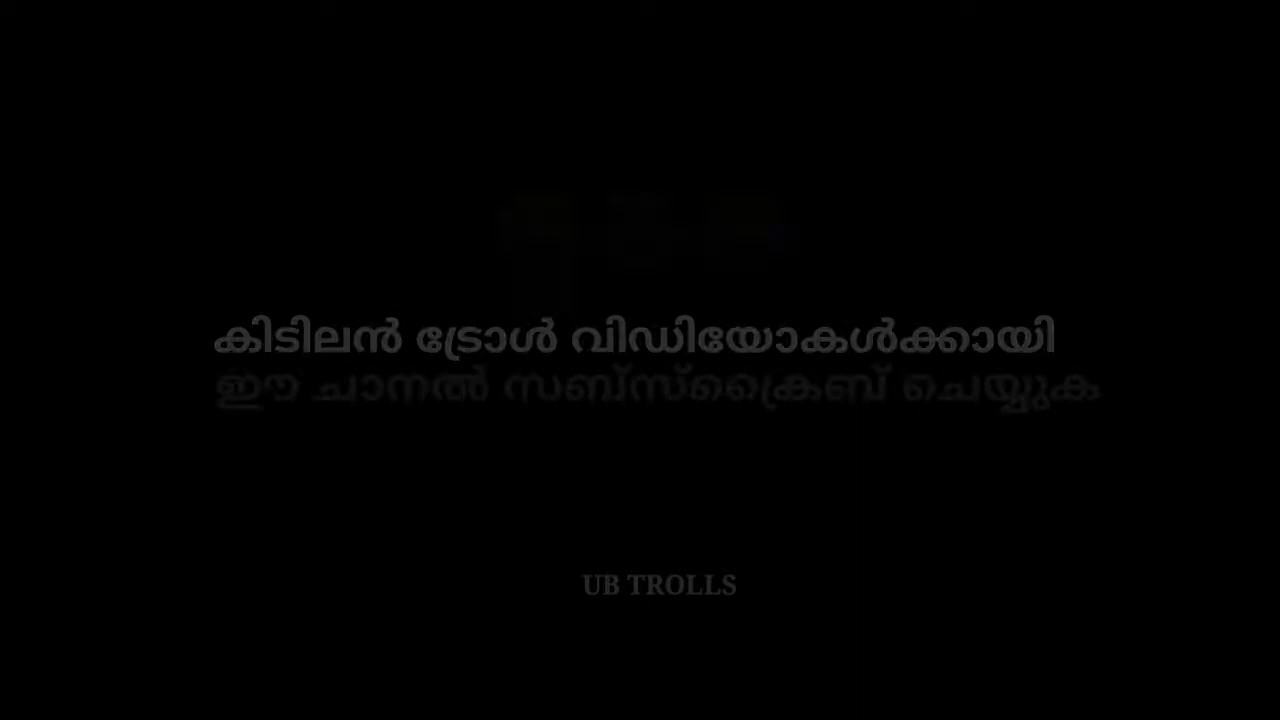 കിടിലൻ ട്രോൾ വിഡിയോകൾക്കായി
ഈ ചാനൽ സബ്സ്ക്രൈബ് ചെയ്യുക
UB TROLLS